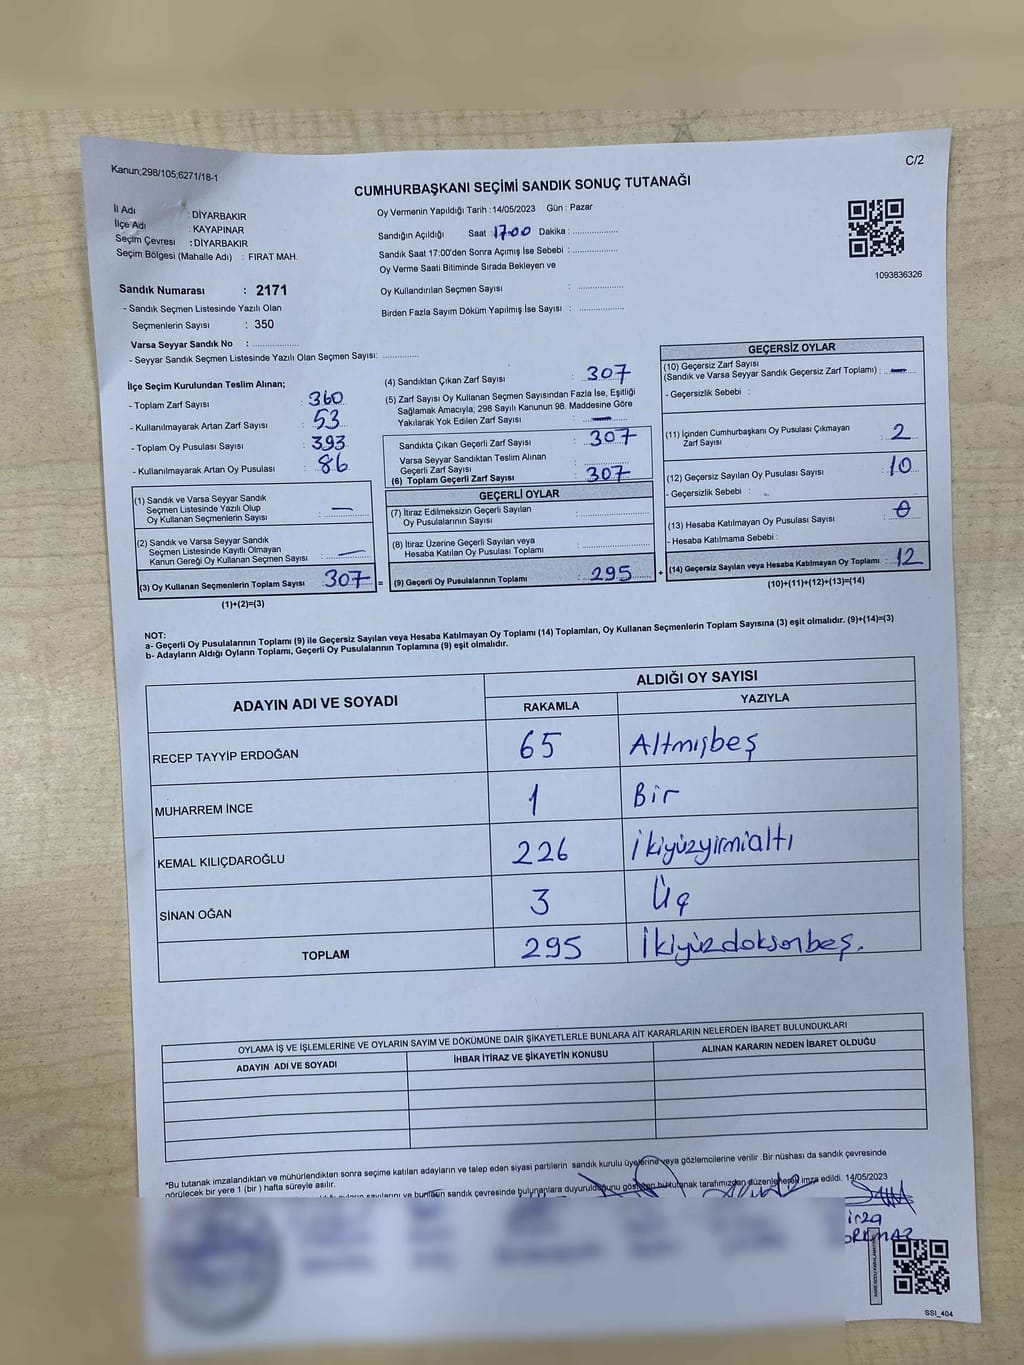 Kanun;298/105;6271/18-1
C/2
CUMHURBAŞKANI SEÇİMİ SANDIK SONUÇ TUTANAĞI
İl Adı : DİYARBAKIR
İlçe Adı : KAYAPINAR
Seçim Çevresi : DİYARBAKIR
Seçim Bölgesi (Mahalle Adı) : FIRAT MAH.
Oy Vermenin Yapıldığı Tarih :14/05/2023 Gün : Pazar
Sandığın Açıldığı Saat :17:00 Dakika : ....................
Sandık Saat 17:00'den Sonra Açımış İse Sebebi : ....................
Oy Verme Saati Bitiminde Sırada Bekleyen ve
Oy Kullandırılan Seçmen Sayısı : ....................
Birden Fazla Sayım Döküm Yapılmış İse Sayısı : ....................
1093836326
Sandık Numarası : 2171
- Sandık Seçmen Listesinde Yazılı Olan
Seçmenlerin Sayısı : 350
Varsa Seyyar Sandık No : ....................
- Seyyar Sandık Seçmen Listesinde Yazılı Olan Seçmen Sayısı: ...............
İlçe Seçim Kurulundan Teslim Alınan;
- Toplam Zarf Sayısı : 360
- Kullanılmayarak Artan Zarf Sayısı : 53
- Toplam Oy Pusulası Sayısı : 393
- Kullanılmayarak Artan Oy Pusulası : 86
(1) Sandık ve Varsa Seyyar Sandık
Seçmen Listesinde Yazılı Olup
Oy Kullanan Seçmenlerin Sayısı : —
(2) Sandık ve Varsa Seyyar Sandık
Seçmen Listesinde Kayıtlı Olmayan
Kanun Gereği Oy Kullanan Seçmen Sayısı : —
(3) Oy Kullanan Seçmenlerin Toplam Sayısı 307 =
(1)+(2)=(3)
(4) Sandıktan Çıkan Zarf Sayısı : 307
(5) Zarf Sayısı Oy Kullanan Seçmen Sayısından Fazla İse, Eşitliği
Sağlamak Amacıyla; 298 Sayılı Kanunun 98. Maddesine Göre
Yakılarak Yok Edilen Zarf Sayısı : —
Sandıkta Çıkan Geçerli Zarf Sayısı : 307
Varsa Seyyar Sandıktan Teslim Alınan
Geçerli Zarf Sayısı : ....................
(6) Toplam Geçerli Zarf Sayısı : 307
GEÇERLİ OYLAR
(7) İtiraz Edilmeksizin Geçerli Sayılan
Oy Pusulalarının Sayısı : ....................
(8) İtiraz Üzerine Geçerli Sayılan veya
Hesaba Katılan Oy Pusulası Toplamı : ....................
(9) Geçerli Oy Pusulalarının Toplamı : 295 +
GEÇERSİZ OYLAR
(10) Geçersiz Zarf Sayısı
(Sandık ve Varsa Seyyar Sandık Geçersiz Zarf Toplamı) : —
- Geçersizlik Sebebi :
(11) İçinden Cumhurbaşkanı Oy Pusulası Çıkmayan
Zarf Sayısı : 2
(12) Geçersiz Sayılan Oy Pusulası Sayısı : 10
- Geçersizlik Sebebi :
(13) Hesaba Katılmayan Oy Pusulası Sayısı : 0
- Hesaba Katılmama Sebebi :
(14) Geçersiz Sayılan veya Hesaba Katılmayan Oy Toplamı : 12
(10)+(11)+(12)+(13)=(14)
NOT:
a- Geçerli Oy Pusulalarının Toplamı (9) ile Geçersiz Sayılan veya Hesaba Katılmayan Oy Toplamı (14) Toplamları, Oy Kullanan Seçmenlerin Toplam Sayısına (3) eşit olmalıdır. (9)+(14)=(3)
b- Adayların Aldığı Oyların Toplamı, Geçerli Oy Pusulalarının Toplamına (9) eşit olmalıdır.
ADAYIN ADI VE SOYADI
ALDIĞI OY SAYISI
RAKAMLA YAZIYLA
RECEP TAYYİP ERDOĞAN 65 Altmışbeş
MUHARREM İNCE 1 Bir
KEMAL KILIÇDAROĞLU 226 İkiyüzyirmialtı
SİNAN OĞAN 3 Üç
TOPLAM 295 İkiyüzdoksanbeş.
OYLAMA İŞ VE İŞLEMLERİNE VE OYLARIN SAYIM VE DÖKÜMÜNE DAİR ŞİKAYETLERLE BUNLARA AİT KARARLARIN NELERDEN İBARET BULUNDUKLARI
ADAYIN ADI VE SOYADI İHBAR İTİRAZ VE ŞİKAYETİN KONUSU ALINAN KARARIN NEDEN İBARET OLDUĞU
*Bu tutanak imzalandıktan ve mühürlendikten sonra seçime katılan adayların ve talep eden siyasi partilerin sandık kurulu üyelerine veya gözlemcilerine verilir. Bir nüshası da sandık çevresinde
görülecek bir yere 1 (bir) hafta süreyle asılır.
sayılarını ve bunların sandık çevresinde bulunanlara duyurulduğunu gösteren bu tutanak tarafımızdan düzenlenerek imza edildi. 14/05/2023
SSI_404